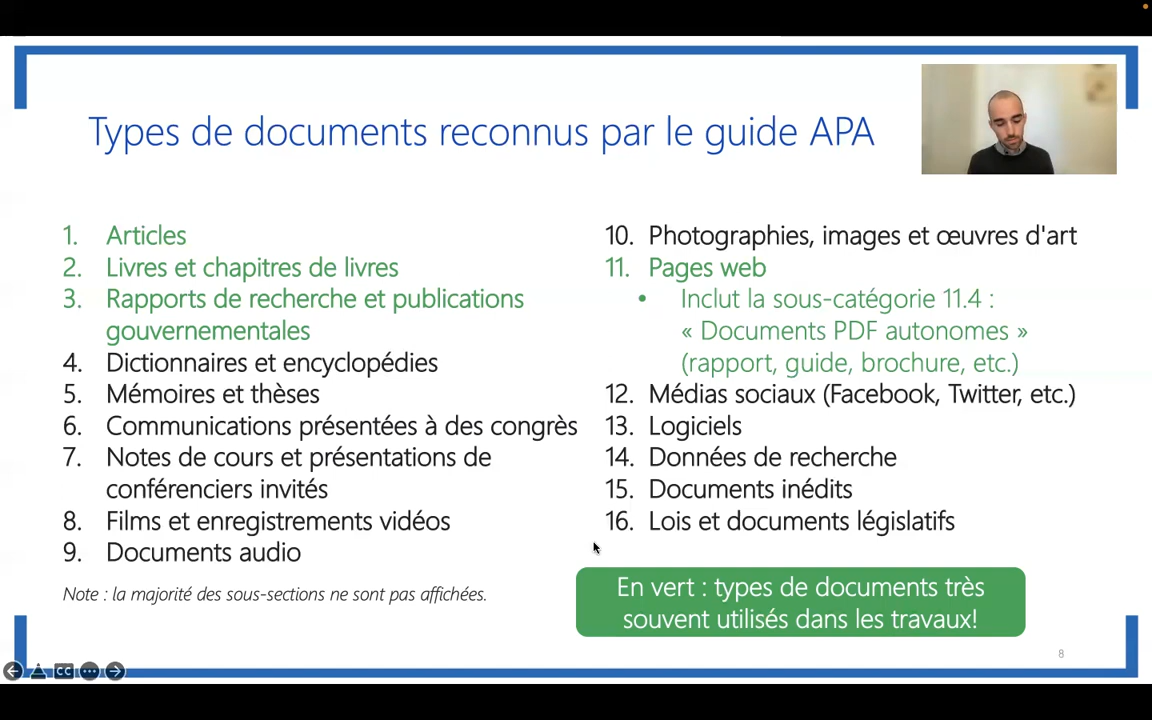 Types de documents reconnus par le guide APA
1. Articles
2. Livres et chapitres de livres
3. Rapports de recherche et publications
gouvernementales
4. Dictionnaires et encyclopédies
5. Mémoires et thèses
6. Communications présentées à des congrès
7. Notes de cours et présentations de
conférenciers invités
8. Films et enregistrements vidéos
9. Documents audio
Note : la majorité des sous-sections ne sont pas affichées.
10. Photographies, images et œuvres d'art
11. Pages web
• Inclut la sous-catégorie 11.4 :
« Documents PDF autonomes »
(rapport, guide, brochure, etc.)
12. Médias sociaux (Facebook, Twitter, etc.)
13. Logiciels
14. Données de recherche
15. Documents inédits
16. Lois et documents législatifs
En vert : types de documents très
souvent utilisés dans les travaux!
8
CC